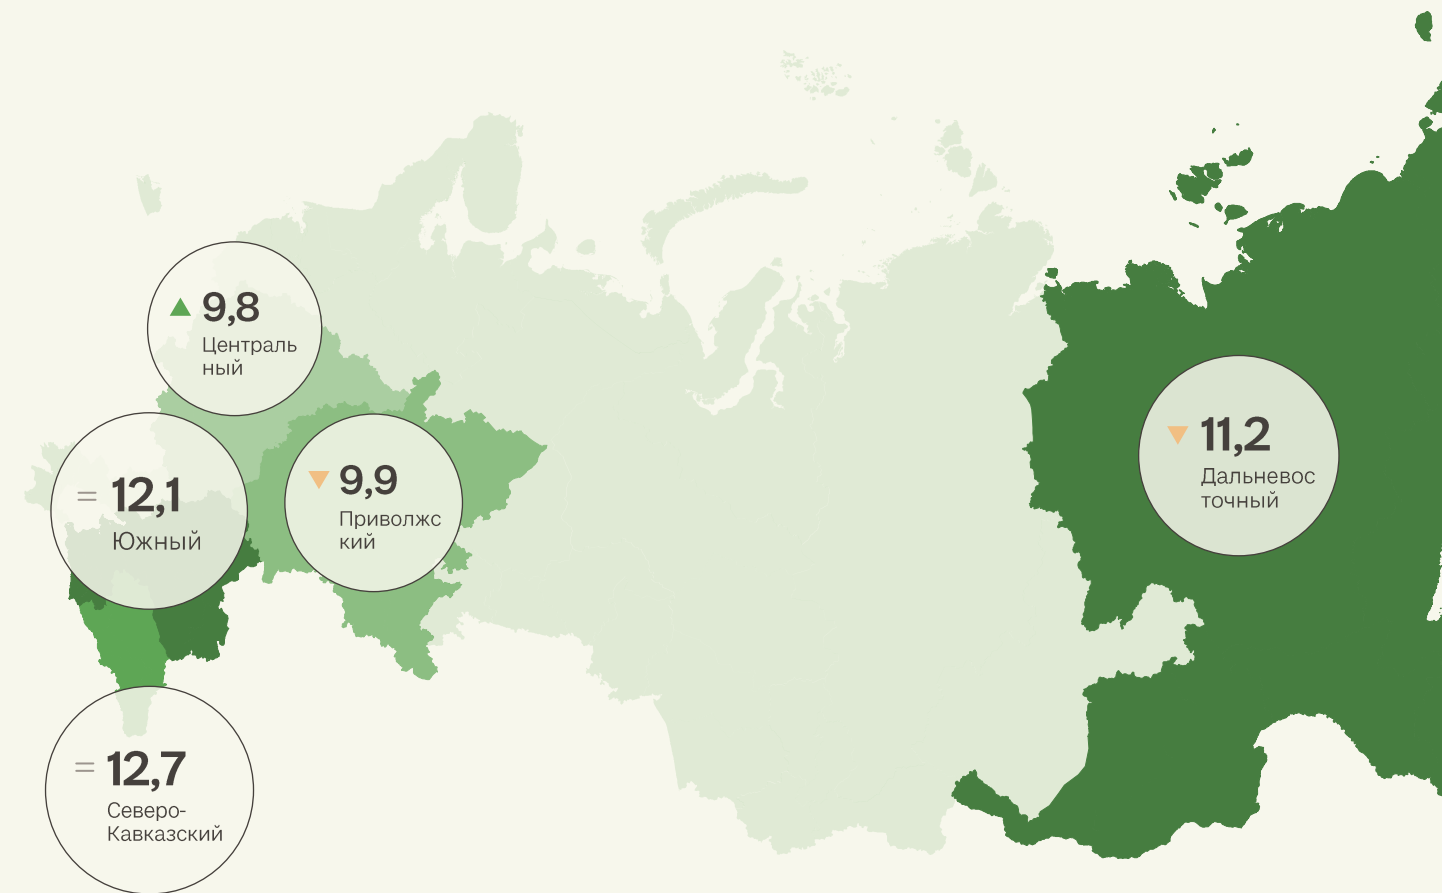 9,8
Централь
ный
= 12,1
Южный
9,9
Приволжс
кий
11,2
Дальневос
точный
= 12,7
Северо-
Кавказский